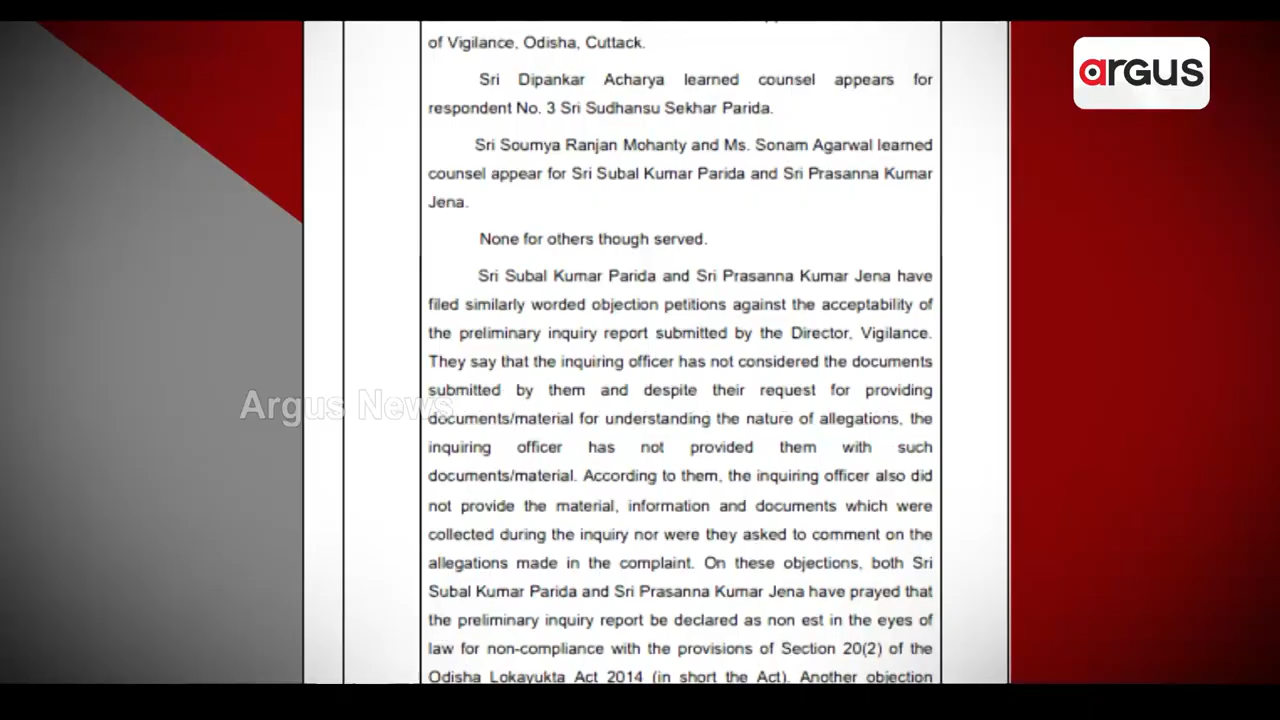 argus
of Vigilance, Odisha, Cuttack.
Sri Dipankar Acharya learned counsel appears for
respondent No. 3 Sri Sudhansu Sekhar Parida.
Sri Soumya Ranjan Mohanty and Ms. Sonam Agarwal learned
counsel appear for Sri Subal Kumar Parida and Sri Prasanna Kumar
Jena.
None for others though served.
Sri Subal Kumar Parida and Sri Prasanna Kumar Jena have
filed similarly worded objection petitions against the acceptability of
the preliminary inquiry report submitted by the Director, Vigilance.
They say that the inquiring officer has not considered the documents
submitted by them and despite their request for providing
Argus News
documents/material for understanding the nature of allegations, the
inquiring officer has not provided them with such
documents/material. According to them, the inquiring officer also did
not provide the material, information and documents which were
collected during the inquiry nor were they asked to comment on the
allegations made in the complaint. On these objections, both Sri
Subal Kumar Parida and Sri Prasanna Kumar Jena have prayed that
the preliminary inquiry report be declared as non est in the eyes of
law for non-compliance with the provisions of Section 20(2) of the
Odisha Lokayukta Act 2014 (in short the Act). Another objection